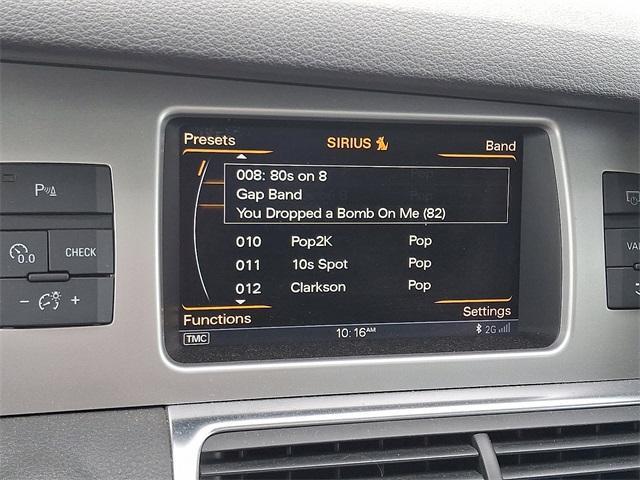 Presets SIRIUS Band
008: 80s on 8
Gap Band
You Dropped a Bomb On Me (82)
010 Pop2K Pop
011 10s Spot Pop
012 Clarkson Pop
Functions Settings
TMC 10:16AM 2G
P
0.0 CHECK
- +